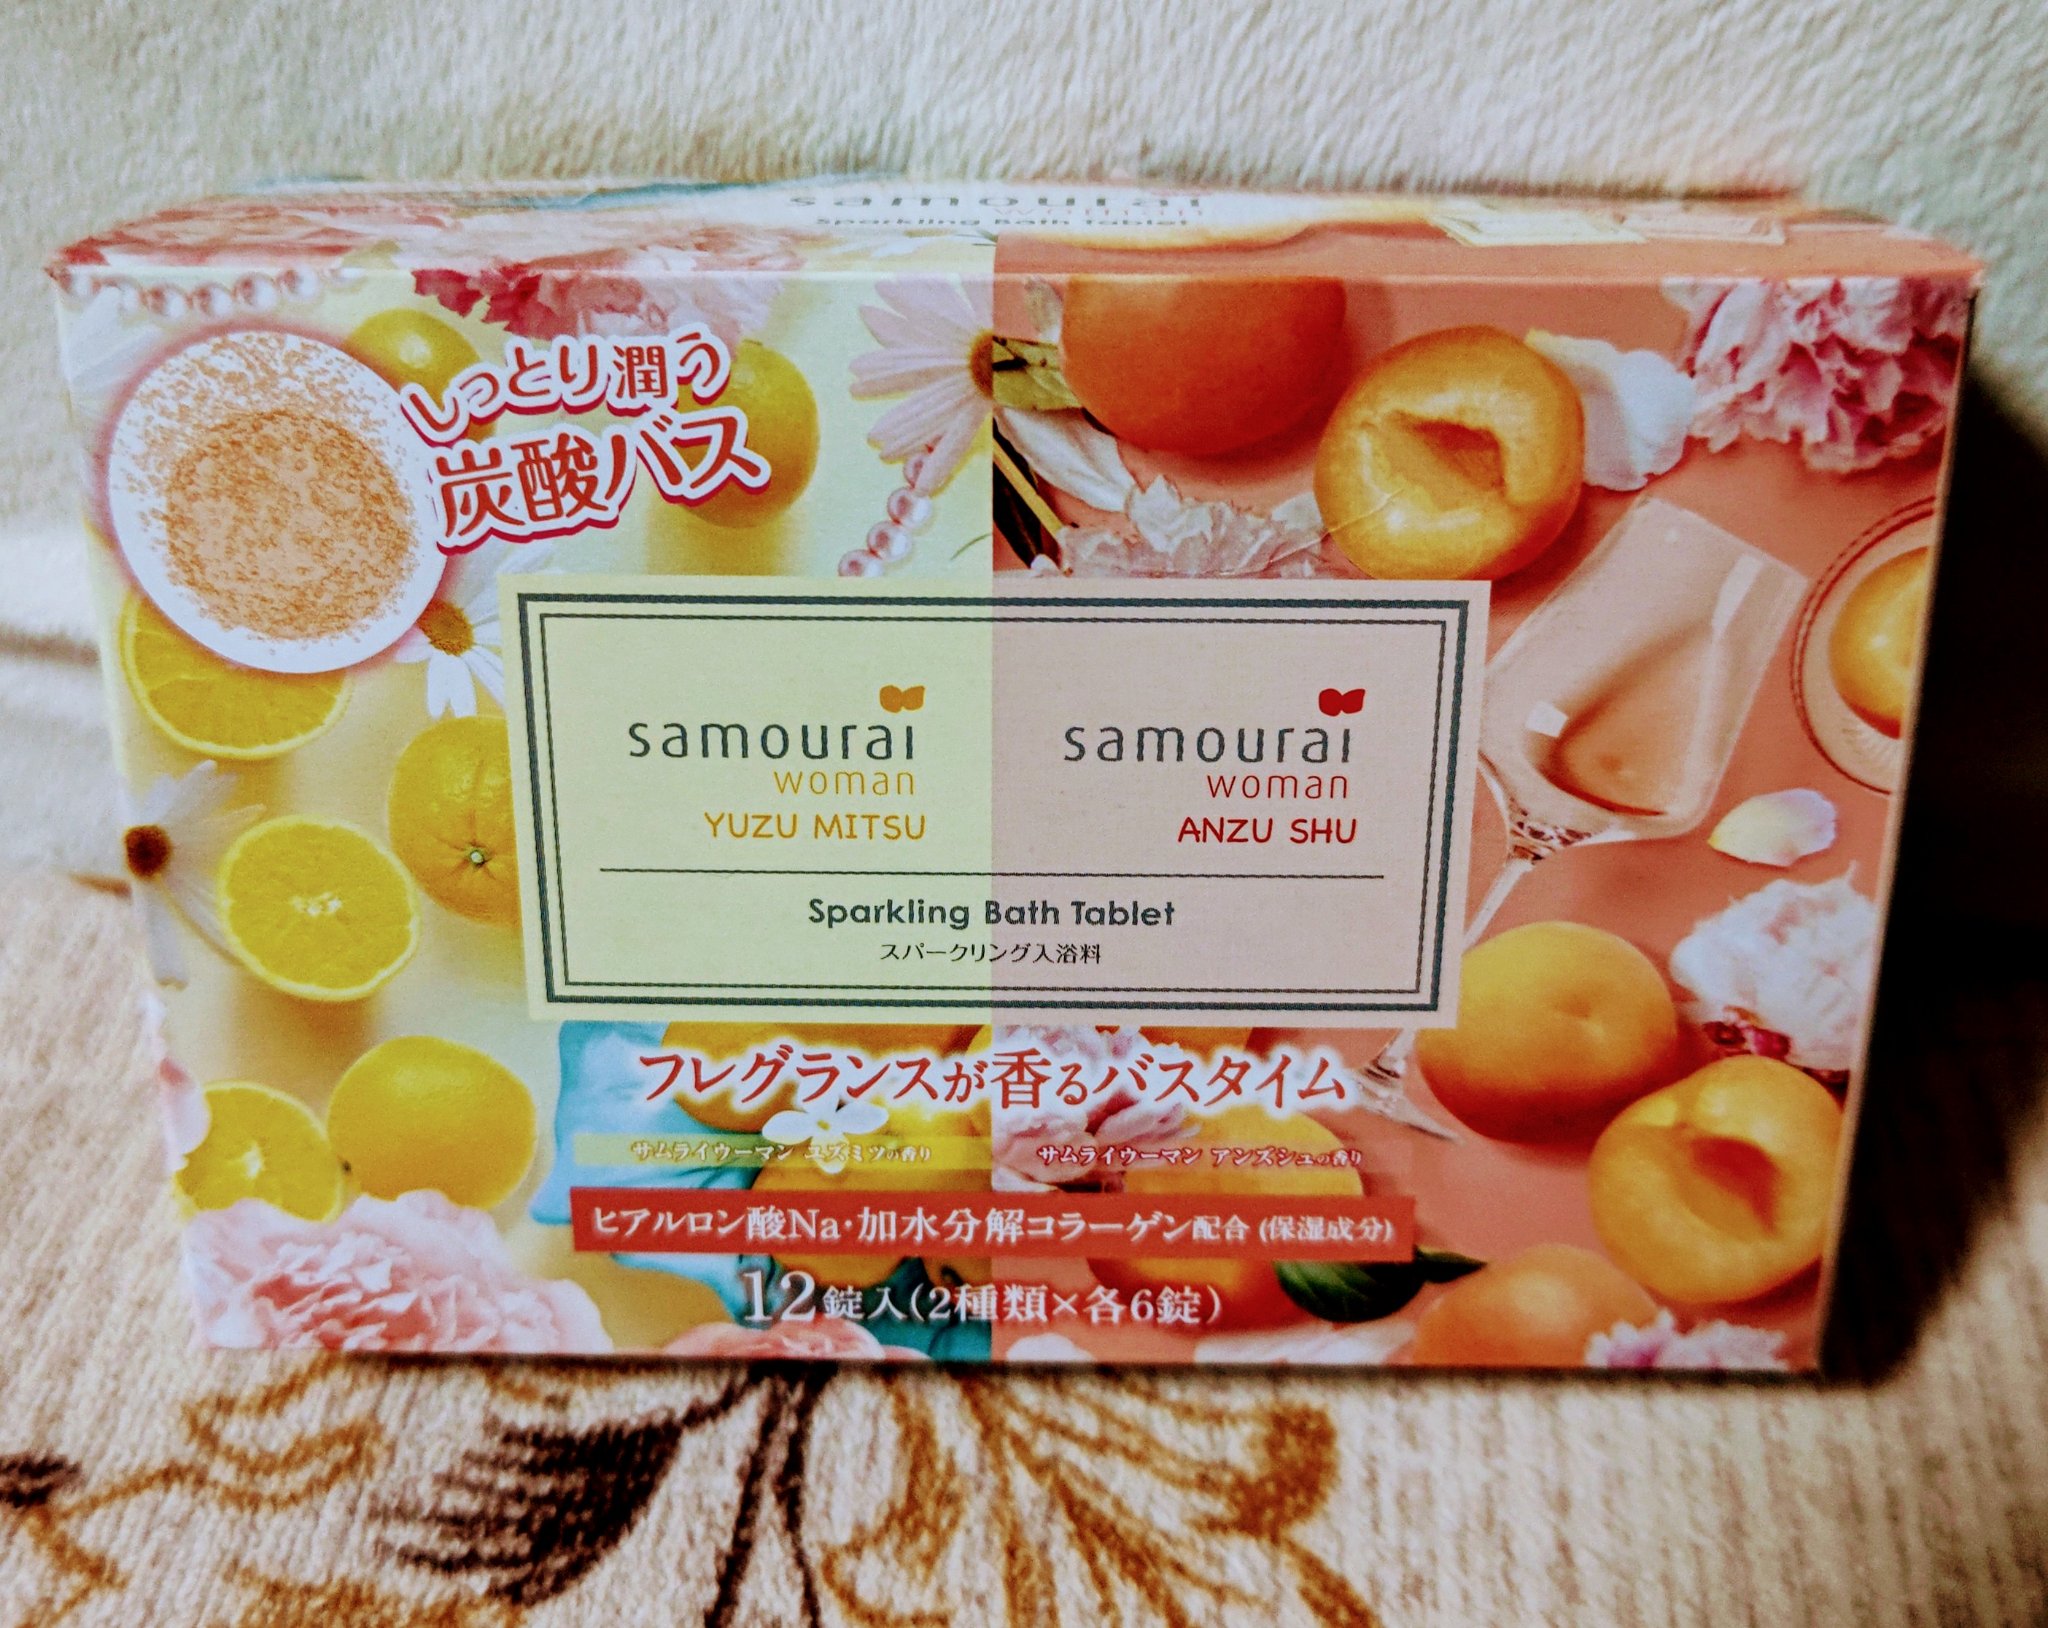 samourai
woman
Sparkling Bath Tablet
しっとり潤う
炭酸バス
samourai
woman
YUZU MITSU
samourai
woman
ANZU SHU
Sparkling Bath Tablet
スパークリング入浴料
フレグランスが香るバスタイム
サムライウーマン ユズミツの香り
サムライウーマン アンズシュの香り
ヒアルロン酸Na・加水分解コラーゲン配合 (保湿成分)
12錠入(2種類×各6錠)